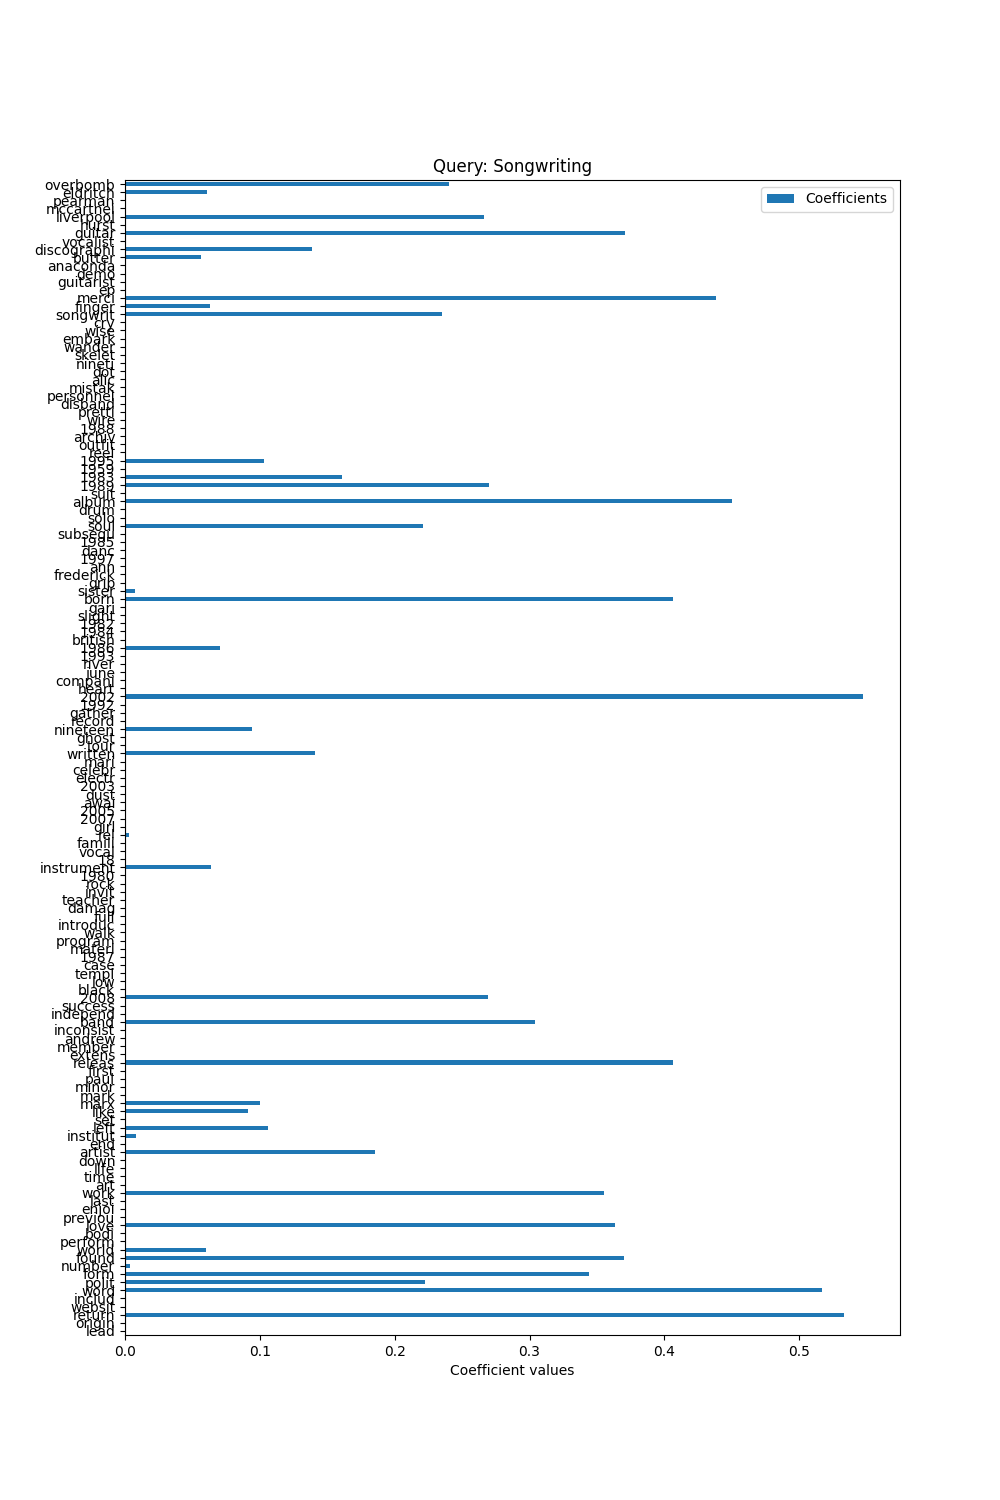 Query: Songwriting
Coefficients
overbomb
eldritch
pearman
mccartnei
liverpool
hurst
guitar
vocalist
discographi
butter
anaconda
demo
guitarist
ep
merci
finger
songwrit
cry
wise
embark
wander
skelet
nineti
dot
alic
mistak
personnel
disband
pretti
wire
1988
archiv
outfit
reel
1995
1959
1983
1989
suit
album
drum
solo
soul
subsequ
1985
danc
1997
ann
frederick
grip
sister
born
gari
slight
1982
1984
british
1986
1993
river
june
compani
heart
2002
1992
gather
record
nineteen
ghost
tour
written
mari
celebr
electr
2003
dust
awai
2005
2007
girl
rel
famili
vocal
18
instrument
1980
rock
invit
teacher
damag
full
introduc
walk
program
materi
1987
case
templ
low
black
2008
success
independ
band
inconsist
andrew
member
extens
releas
first
paul
minor
mark
marx
like
set
left
institut
end
artist
down
life
time
art
work
last
enjoi
previou
love
bodi
perform
world
found
number
form
polit
word
includ
websit
return
origin
lead
0.0 0.1 0.2 0.3 0.4 0.5
Coefficient values